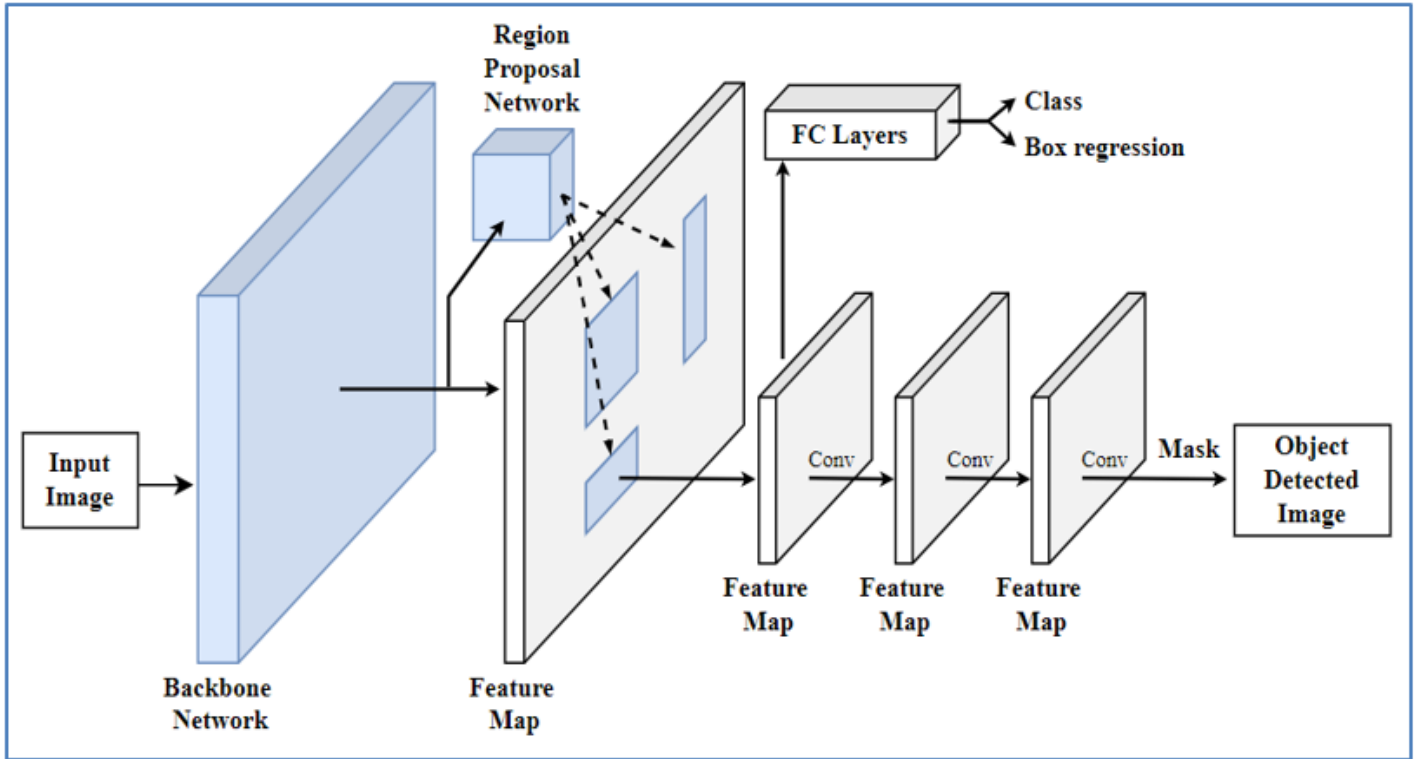 Region
Proposal
Network
FC Layers
Class
Box regression
Input
Image
Conv
Conv
Conv
Mask
Object
Detected
Image
Backbone
Network
Feature
Map
Feature
Map
Feature
Map
Feature
Map